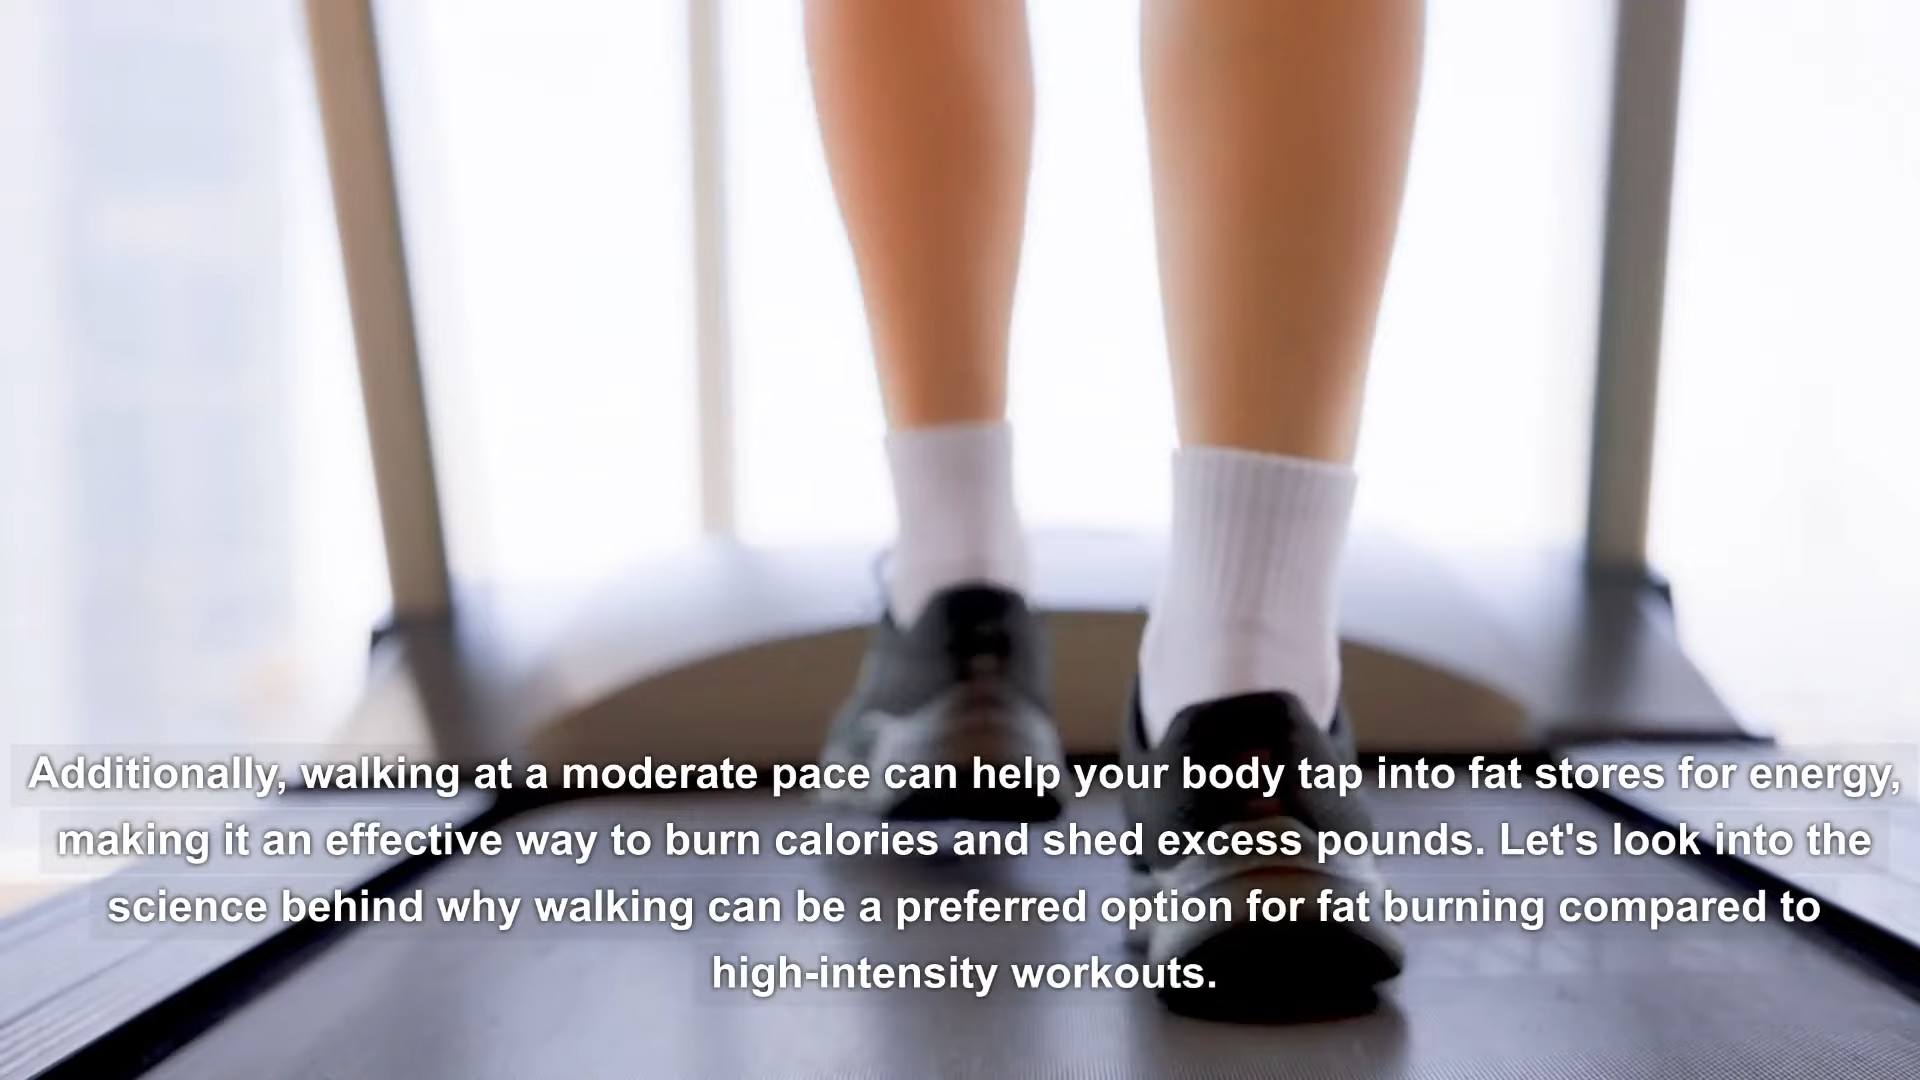 Additionally, walking at a moderate pace can help your body tap into fat stores for energy,
making it an effective way to burn calories and shed excess pounds. Let's look into the
science behind why walking can be a preferred option for fat burning compared to
high-intensity workouts.